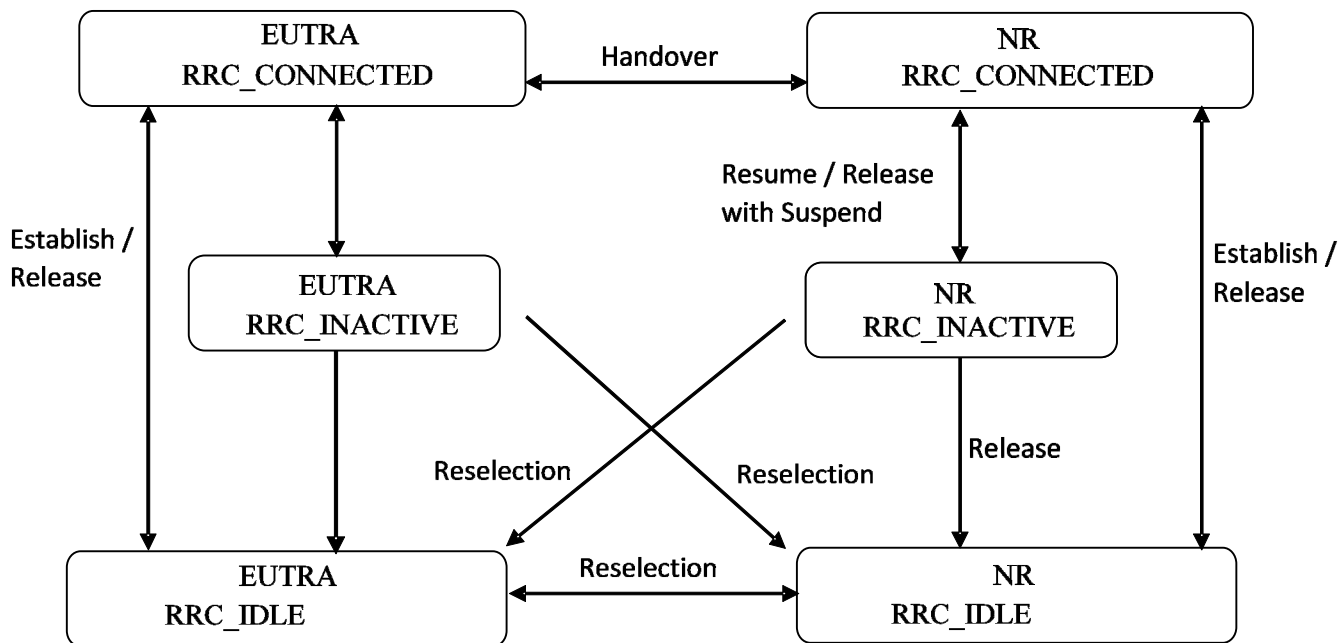 EUTRA
RRC_CONNECTED
Handover
NR
RRC_CONNECTED
Establish /
Release
Resume / Release
with Suspend
Establish /
Release
EUTRA
RRC_INACTIVE
NR
RRC_INACTIVE
Reselection
Reselection
Release
EUTRA
RRC_IDLE
Reselection
NR
RRC_IDLE